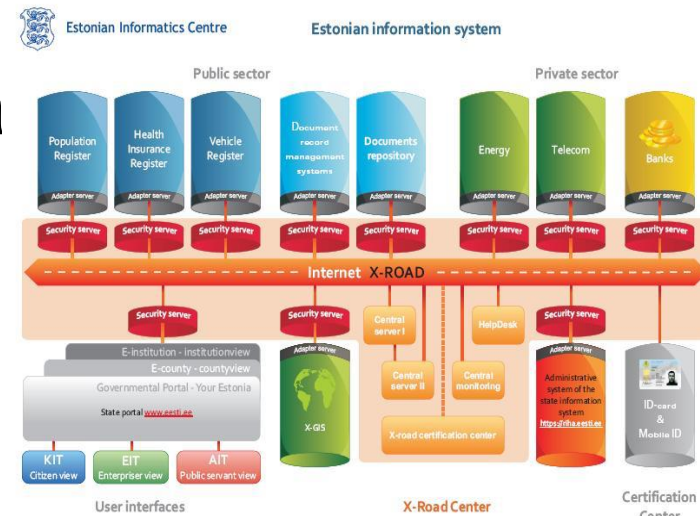 Estonian Informatics Centre
Estonian information system
Public sector
Private sector
Population
Register
Health
Insurance
Register
Vehicle
Register
Document
record
management
systems
Documents
repository
Energy
Telecom
Banks
Adapter server
Adapter server
Adapter server
Adapter server
Adapter server
Adapter server
Adapter server
Adapter server
Security server
Security server
Security server
Security server
Security server
Security server
Security server
Security server
Internet X-ROAD
Security server
Security server
Central
server I
HelpDesk
Security server
E-institution - institutionview
E-county - countyview
Governmental Portal - Your Estonia
State portal www.eesti.ee
Adapter server
X-GIS
Central
server II
Central
monitoring
X-road certification center
Adapter server
Administrative
system of the
state information
system
https://riha.eesti.ee
ID-card
&
Mobile ID
KIT
Citizen view
EIT
Enterpriser view
AIT
Public servant view
User interfaces
X-Road Center
Certification
Center